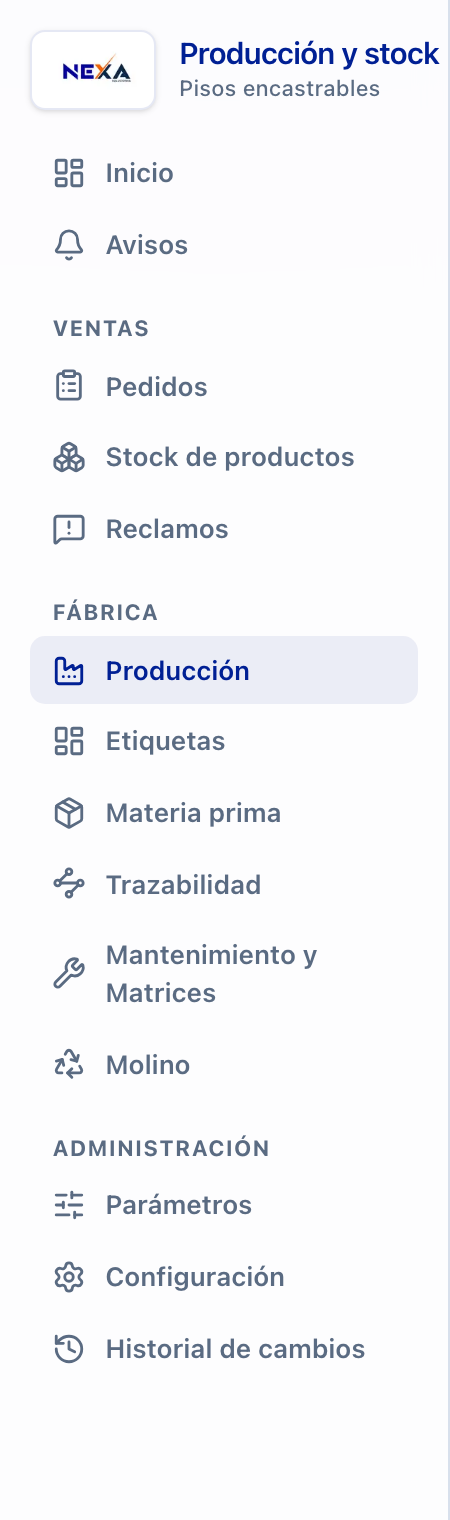 NEXA
Producción y stock
Pisos encastrables
Inicio
Avisos
VENTAS
Pedidos
Stock de productos
Reclamos
FÁBRICA
Producción
Etiquetas
Materia prima
Trazabilidad
Mantenimiento y
Matrices
Molino
ADMINISTRACIÓN
Parámetros
Configuración
Historial de cambios